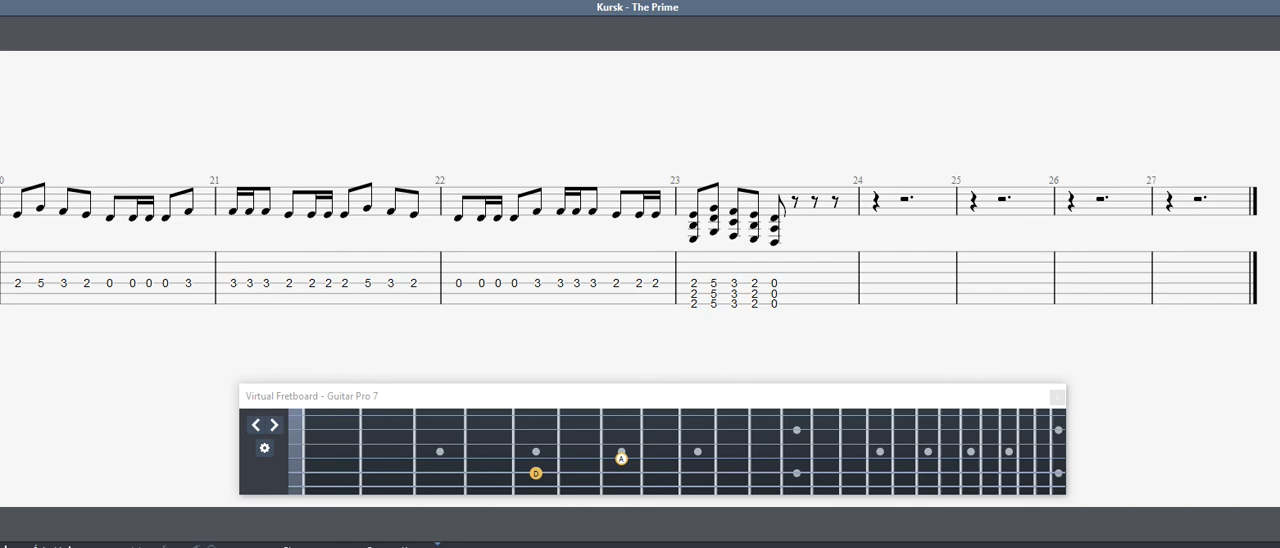 Kursk - The Prime
0 21 22 23 24 25 26 27
2 5 3 2 0 0 0 0 3 3 3 3 2 2 2 2 5 3 2 0 0 0 0 3 3 3 3 2 2 2 2 5 3 2 0
2 5 3 2 0
2 5 3 2 0
Virtual Fretboard - Guitar Pro 7
A
D